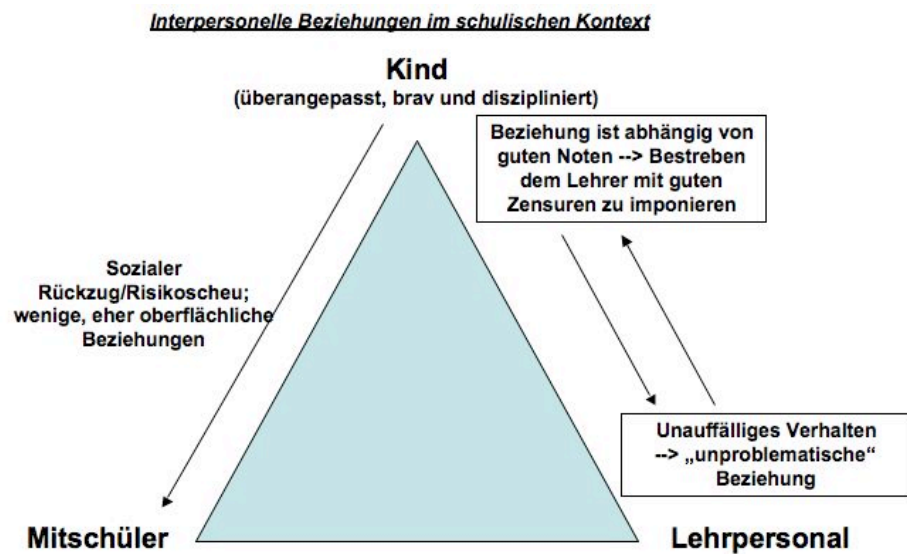 Interpersonelle Beziehungen im schulischen Kontext
Kind
(überangepasst, brav und diszipliniert)
Beziehung ist abhängig von
guten Noten --> Bestreben
dem Lehrer mit guten
Zensuren zu imponieren
Sozialer
Rückzug/Risikoscheu;
wenige, eher oberflächliche
Beziehungen
Unauffälliges Verhalten
--> „unproblematische“
Beziehung
Mitschüler
Lehrpersonal